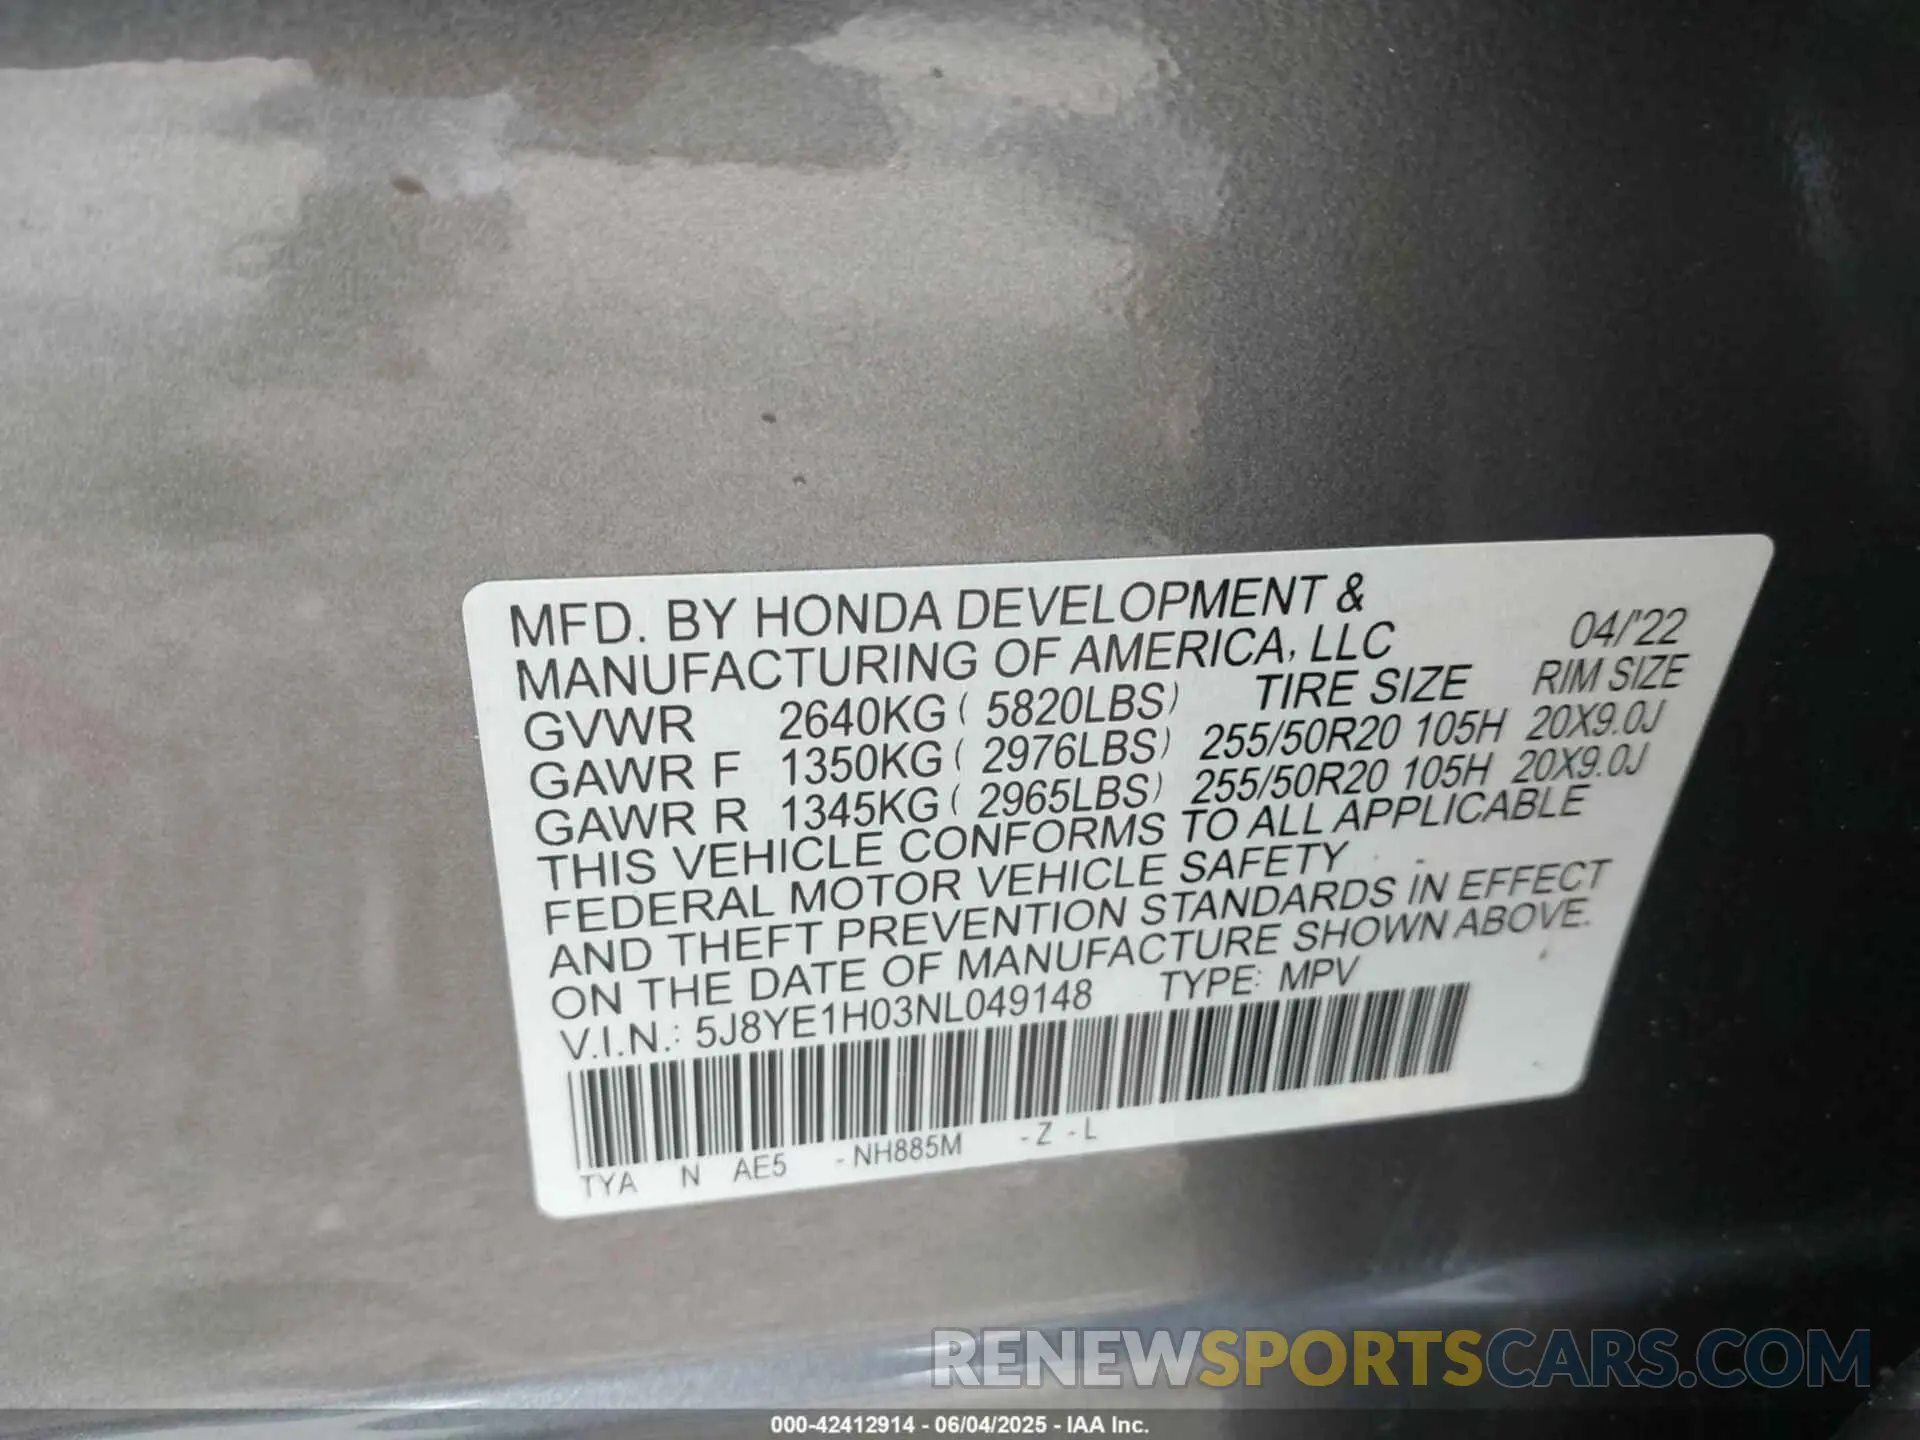 MFD. BY HONDA DEVELOPMENT &
MANUFACTURING OF AMERICA, LLC 04/'22
GVWR 2640KG ( 5820LBS) TIRE SIZE RIM SIZE
GAWR F 1350KG ( 2976LBS) 255/50R20 105H 20X9.0J
GAWR R 1345KG ( 2965LBS) 255/50R20 105H 20X9.0J
THIS VEHICLE CONFORMS TO ALL APPLICABLE
FEDERAL MOTOR VEHICLE SAFETY
AND THEFT PREVENTION STANDARDS IN EFFECT
ON THE DATE OF MANUFACTURE SHOWN ABOVE.
V.I.N.: 5J8YE1H03NL049148 TYPE: MPV
TYA N AE5 -NH885M -Z -L
RENEWSPORTSCARS.COM
000-42412914 - 06/04/2025 - IAA Inc.